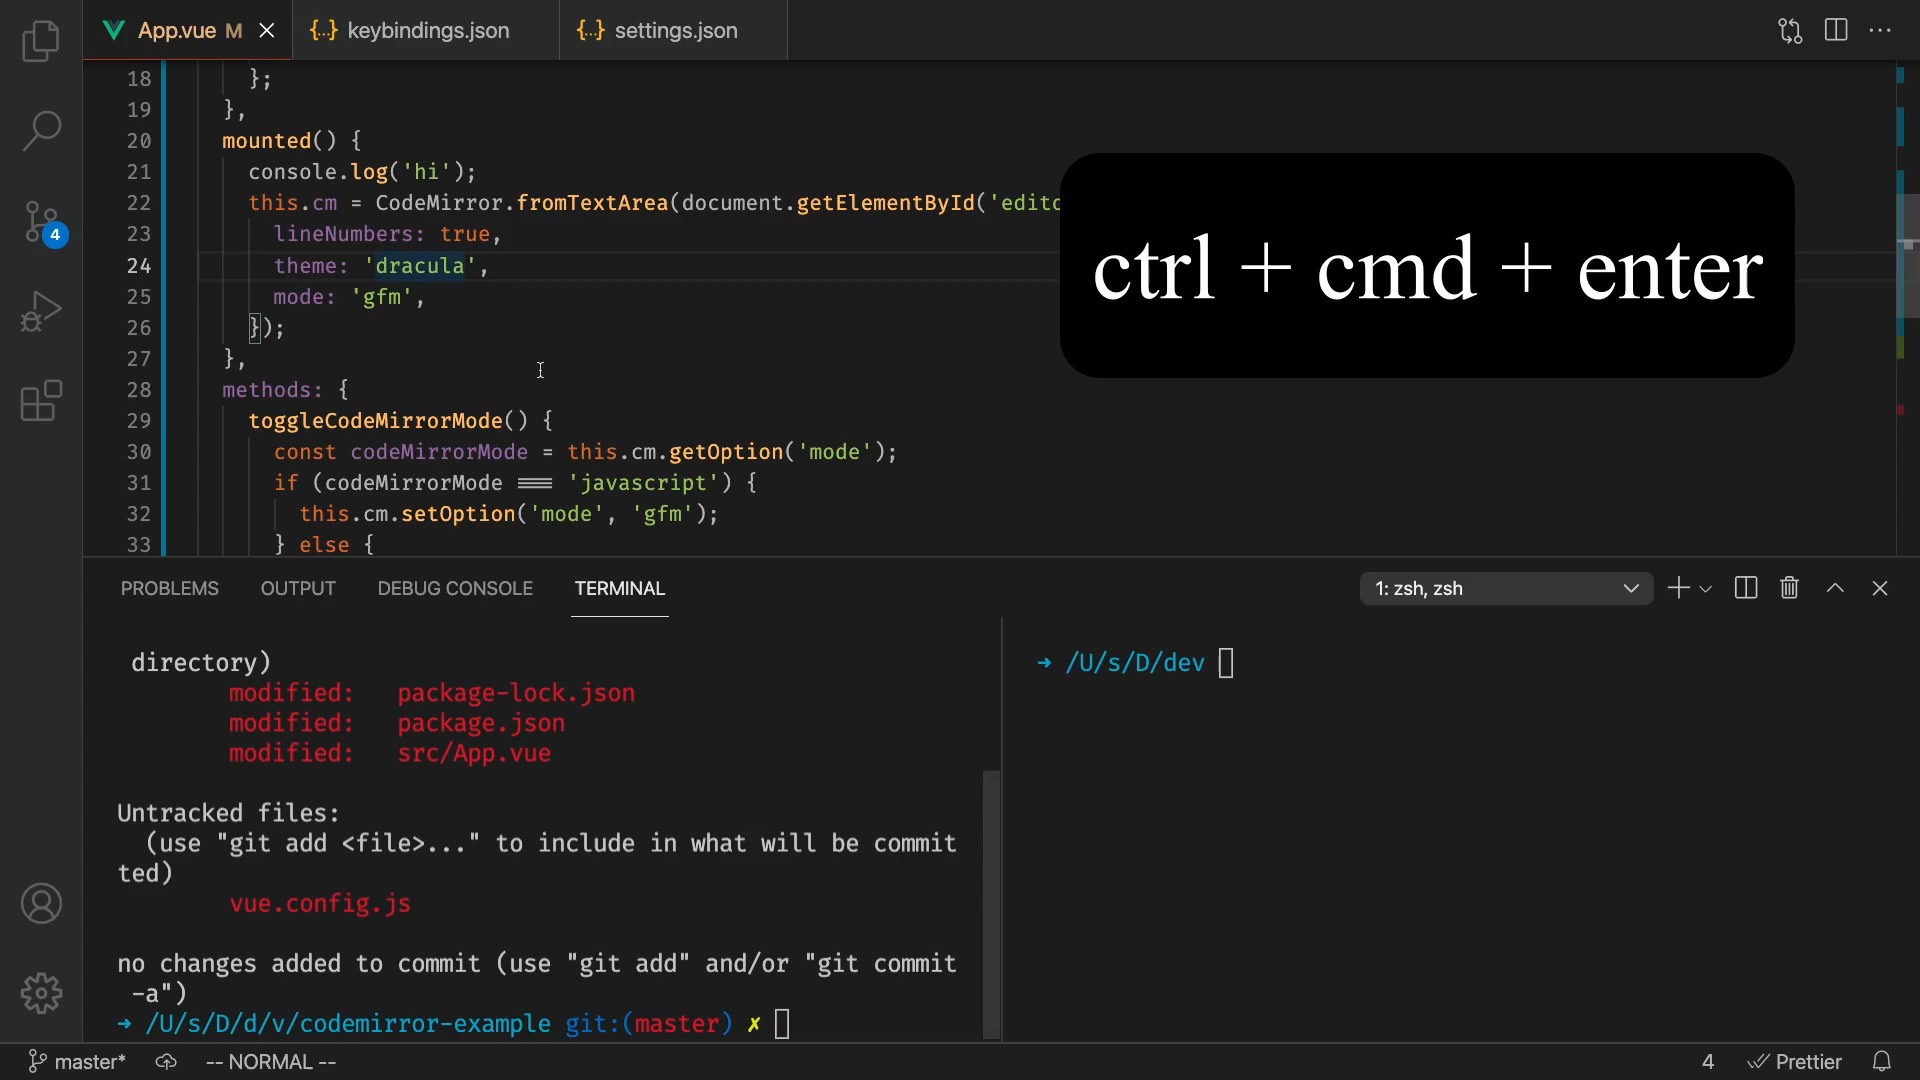 App.vue M
{..} keybindings.json
{..} settings.json
18 };
19 },
20 mounted() {
21 console.log('hi');
22 this.cm = CodeMirror.fromTextArea(document.getElementById('edito
23 lineNumbers: true,
24 theme: 'dracula',
25 mode: 'gfm',
26 });
27 },
28 methods: {
29 toggleCodeMirrorMode() {
30 const codeMirrorMode = this.cm.getOption('mode');
31 if (codeMirrorMode === 'javascript') {
32 this.cm.setOption('mode', 'gfm');
33 } else {
ctrl + cmd + enter
4
PROBLEMS OUTPUT DEBUG CONSOLE TERMINAL
1: zsh, zsh
directory)
modified: package-lock.json
modified: package.json
modified: src/App.vue
Untracked files:
(use "git add <file>..." to include in what will be commit
ted)
vue.config.js
no changes added to commit (use "git add" and/or "git commit
-a")
→ /U/s/D/d/v/codemirror-example git:(master) ✗
→ /U/s/D/dev
master* -- NORMAL --
4 Prettier